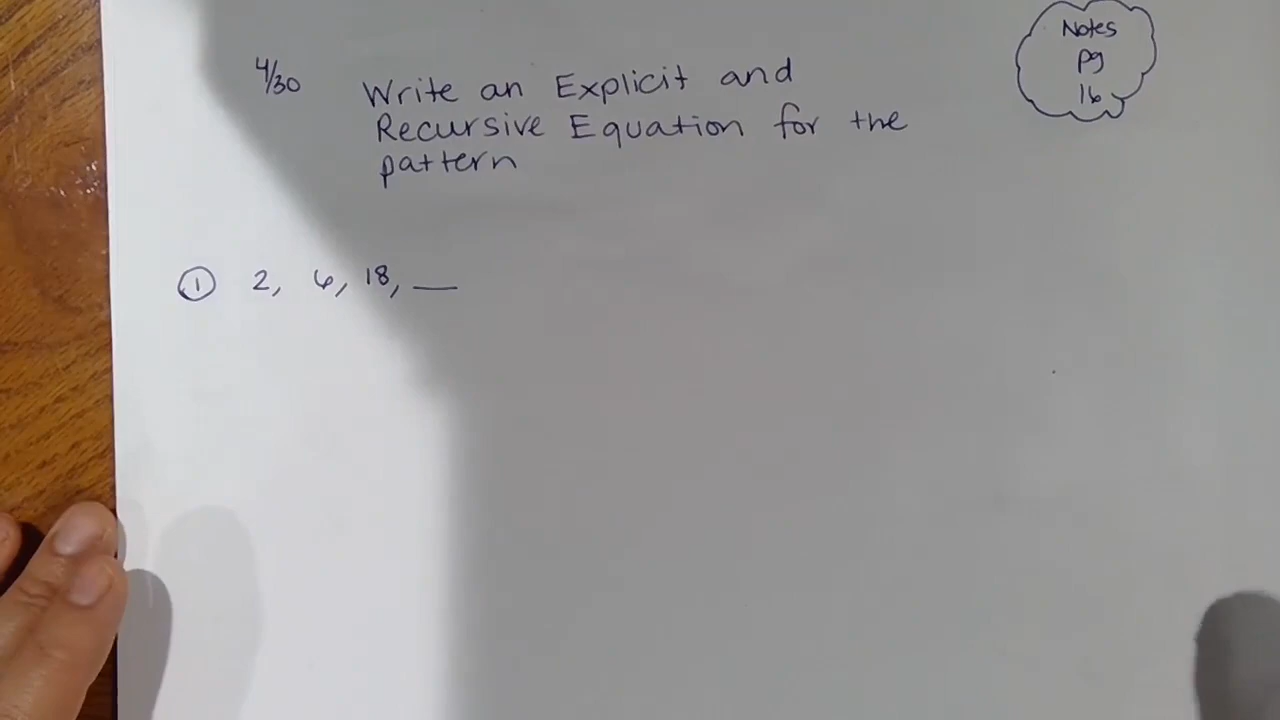 4/30
Write an Explicit and
Recursive Equation for the
pattern
Notes
pg
16
① 2, 6, 18, __